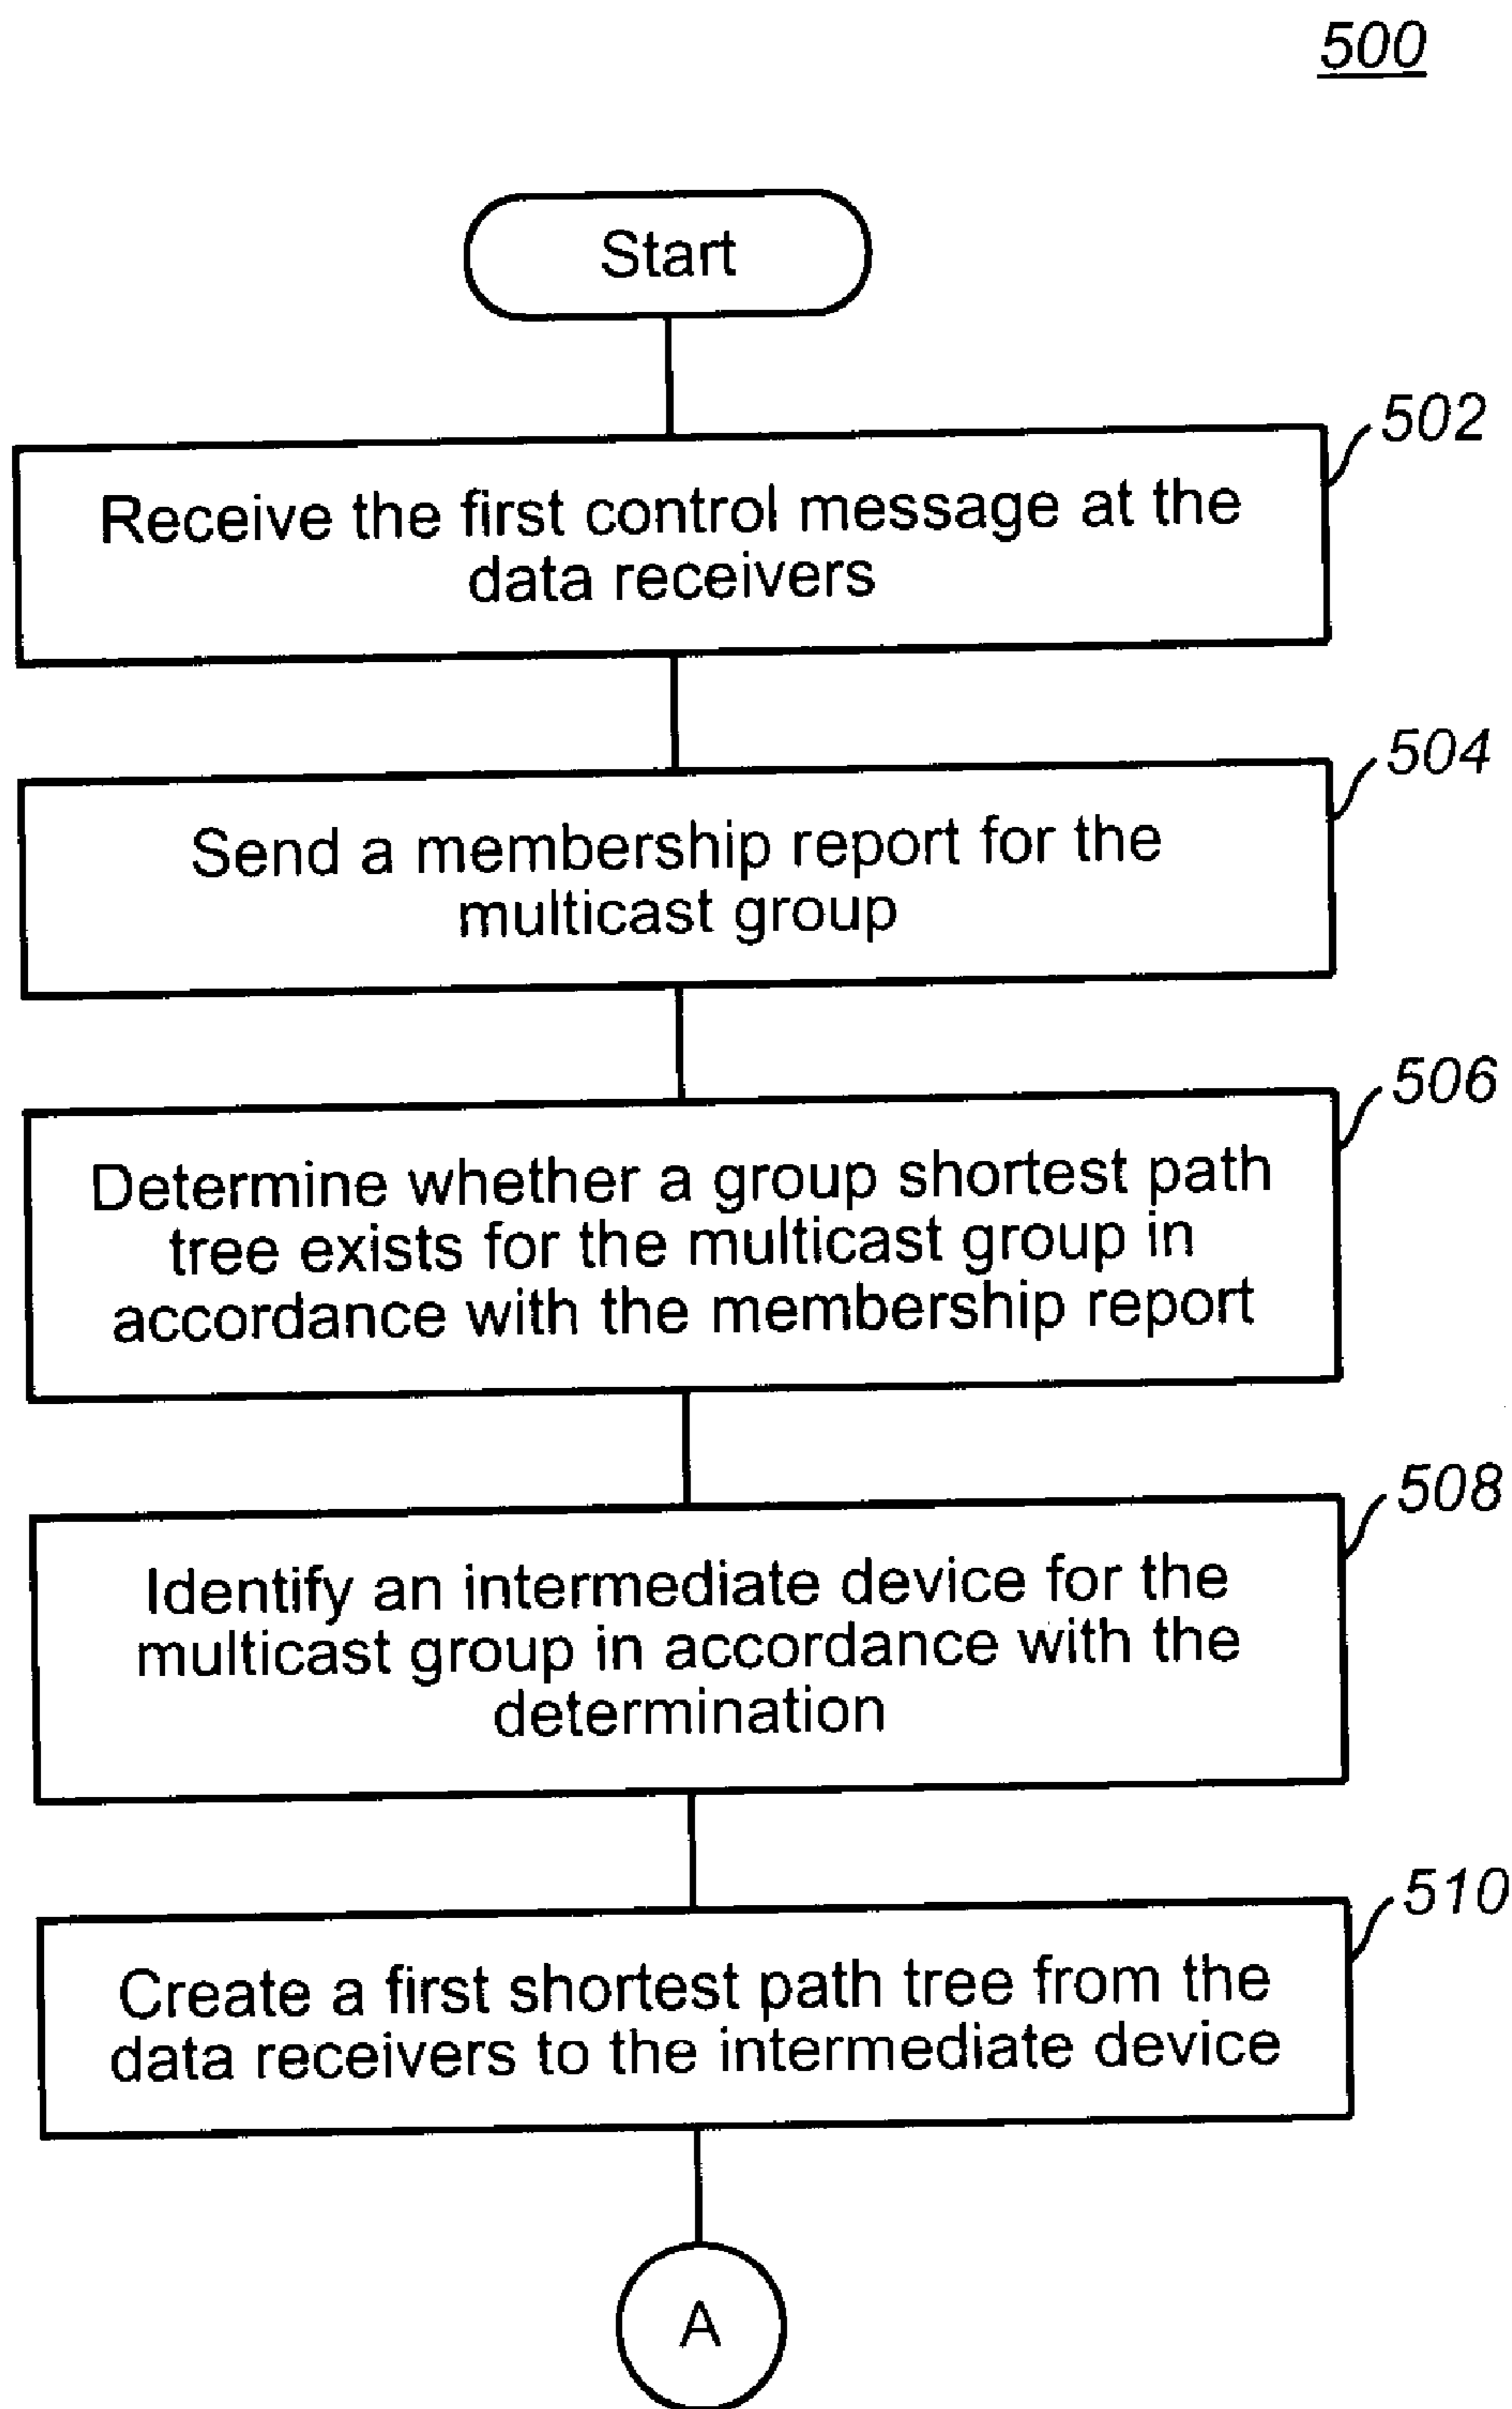 500
Start
502
Receive the first control message at the
data receivers
504
Send a membership report for the
multicast group
506
Determine whether a group shortest path
tree exists for the multicast group in
accordance with the membership report
508
Identify an intermediate device for the
multicast group in accordance with the
determination
510
Create a first shortest path tree from the
data receivers to the intermediate device
A